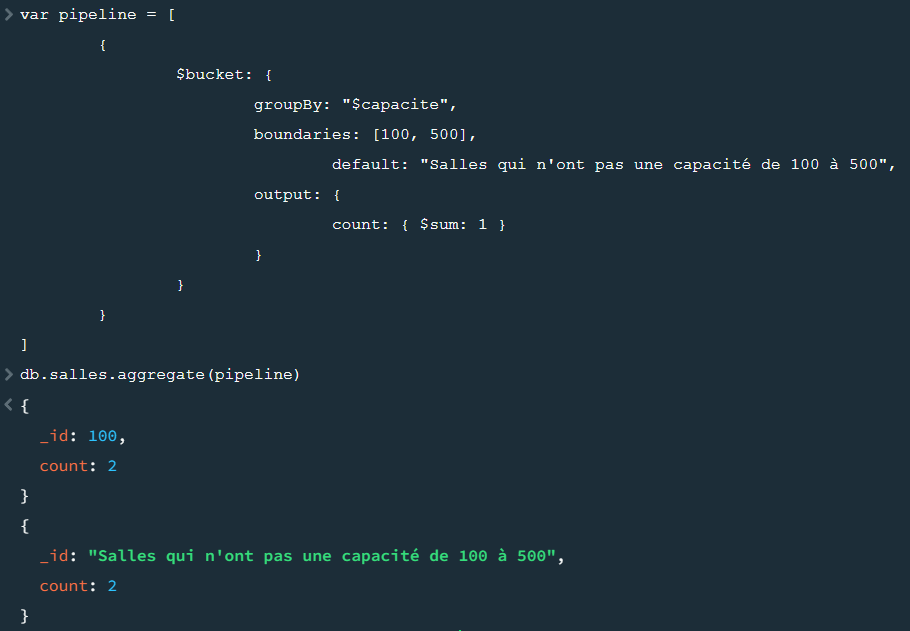 var pipeline = [
{
$bucket: {
groupBy: "$capacite",
boundaries: [100, 500],
default: "Salles qui n'ont pas une capacité de 100 à 500",
output: {
count: { $sum: 1 }
}
}
}
]
db.salles.aggregate(pipeline)
{
_id: 100,
count: 2
}
{
_id: "Salles qui n'ont pas une capacité de 100 à 500",
count: 2
}